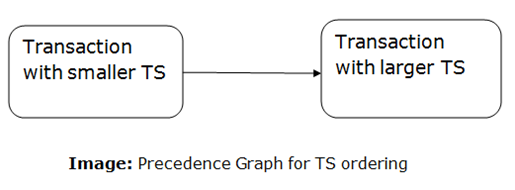 Transaction
with smaller TS
Transaction
with larger TS
Image: Precedence Graph for TS ordering